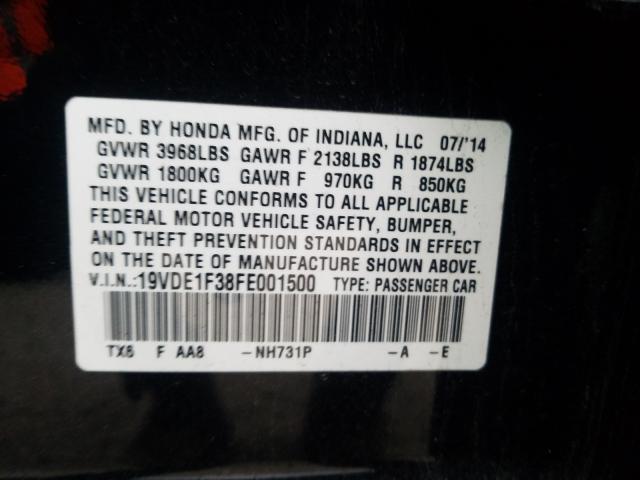 MFD. BY HONDA MFG. OF INDIANA, LLC 07/'14
GVWR 3968LBS GAWR F 2138LBS R 1874LBS
GVWR 1800KG GAWR F 970KG R 850KG
THIS VEHICLE CONFORMS TO ALL APPLICABLE
FEDERAL MOTOR VEHICLE SAFETY, BUMPER,
AND THEFT PREVENTION STANDARDS IN EFFECT
ON THE DATE OF MANUFACTURE SHOWN ABOVE.
V.I.N.:19VDE1F38FE001500 TYPE: PASSENGER CAR
TX6 F AA8 -NH731P -A -E